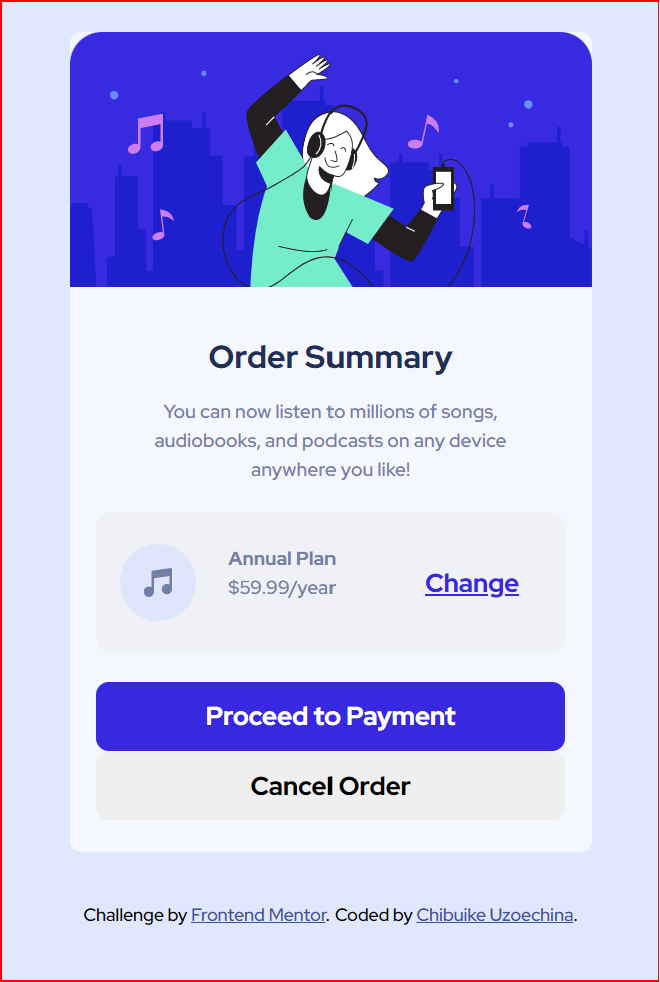 Order Summary
You can now listen to millions of songs,
audiobooks, and podcasts on any device
anywhere you like!
Annual Plan
$59.99/year
Change
Proceed to Payment
Cancel Order
Challenge by Frontend Mentor. Coded by Chibuike Uzoechina.